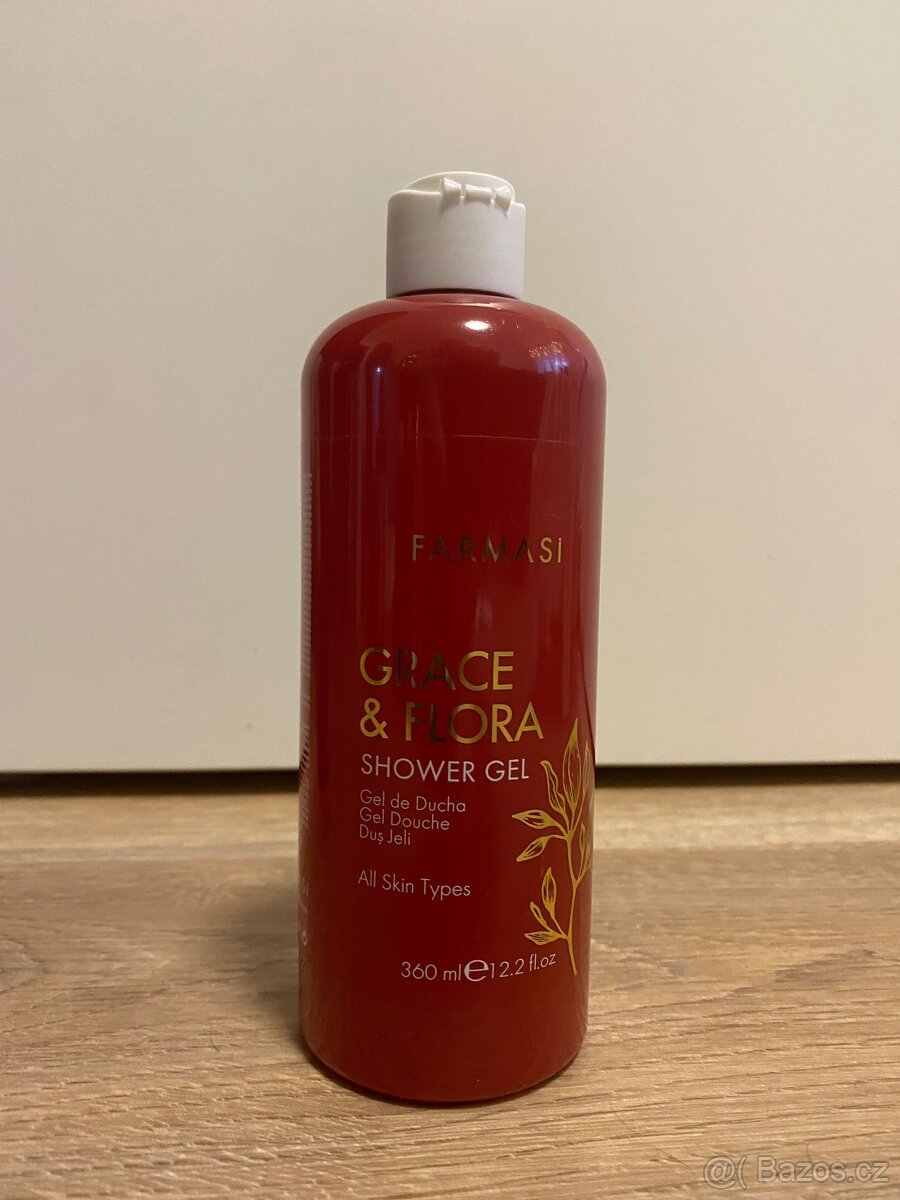 FARMASi
GRACE
& FLORA
SHOWER GEL
Gel de Ducha
Gel Douche
Duş Jeli
All Skin Types
360 ml℮12.2 fl.oz
@( Bazos.cz